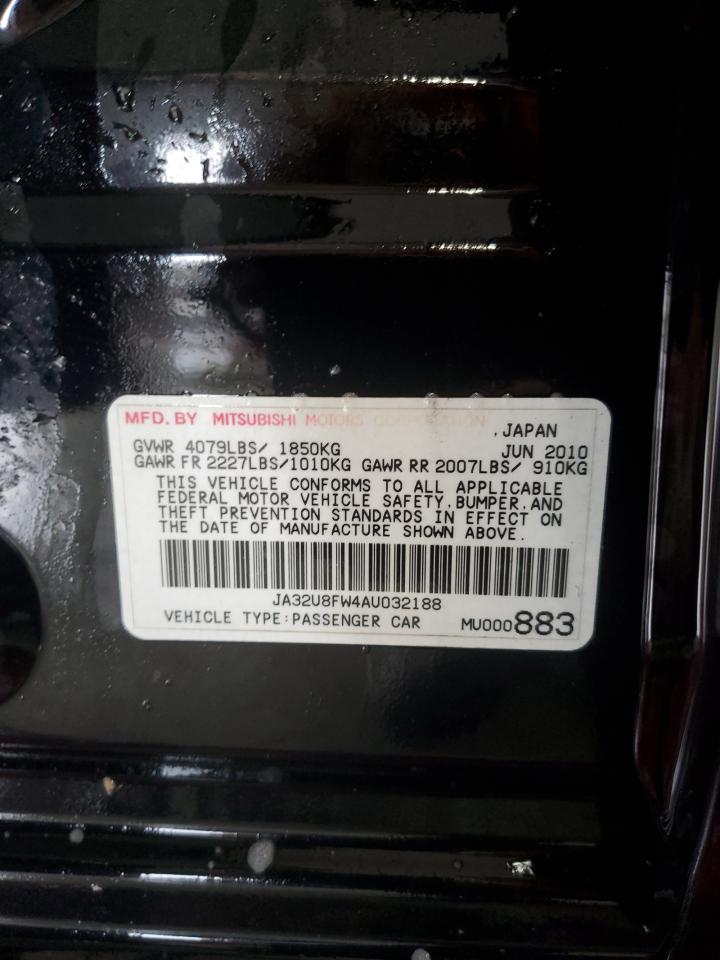 MFD. BY MITSUBISHI MOTORS CORPORATION
,JAPAN
GVWR 4079LBS/ 1850KG JUN 2010
GAWR FR 2227LBS/1010KG GAWR RR 2007LBS/ 910KG
THIS VEHICLE CONFORMS TO ALL APPLICABLE
FEDERAL MOTOR VEHICLE SAFETY,BUMPER,AND
THEFT PREVENTION STANDARDS IN EFFECT ON
THE DATE OF MANUFACTURE SHOWN ABOVE.
JA32U8FW4AU032188
VEHICLE TYPE:PASSENGER CAR MU000883